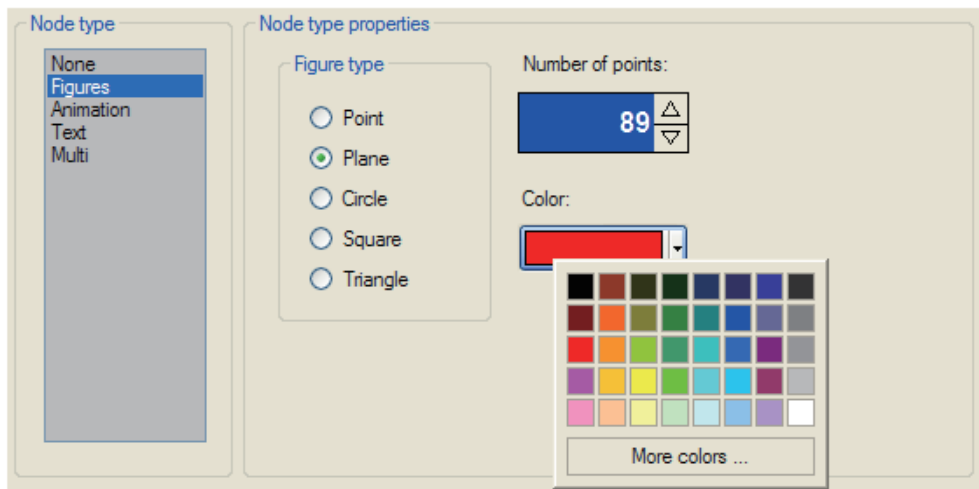 Node type
None
Figures
Animation
Text
Multi
Node type properties
Figure type
Point
Plane
Circle
Square
Triangle
Number of points:
89
Color:
More colors ...